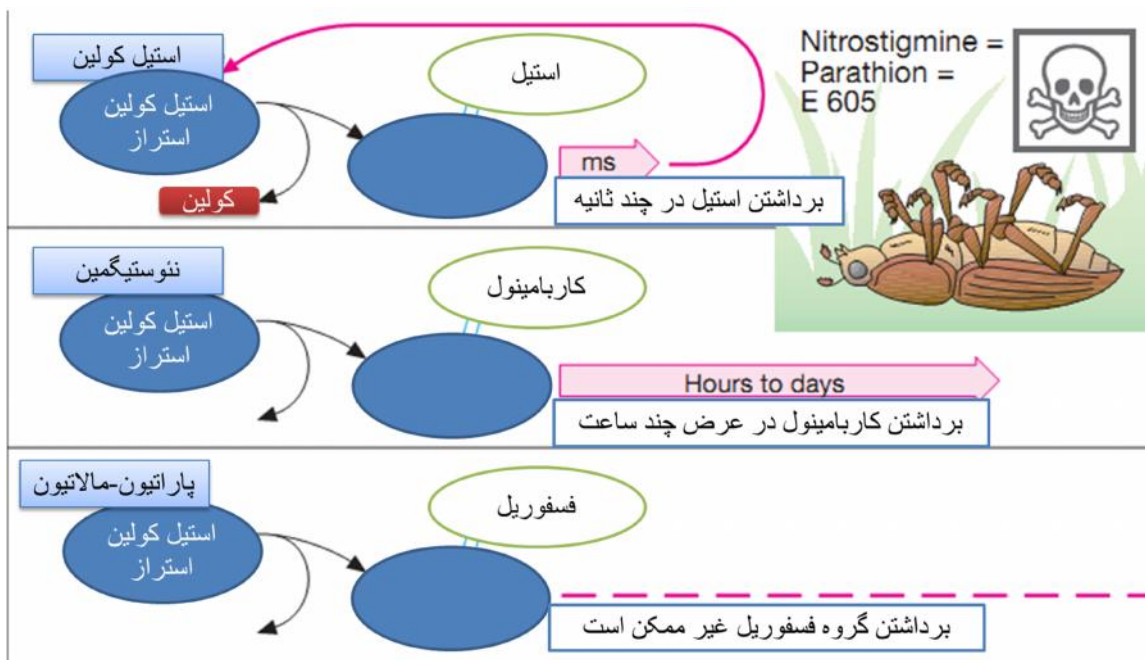 استیل کولین
استیل کولین
استراز
کولین
استیل
ms
برداشتن استیل در چند ثانیه
Nitrostigmine =
Parathion =
E 605
نئوستیگمین
استیل کولین
استراز
کاربامینول
Hours to days
برداشتن کاربامینول در عرض چند ساعت
پاراتیون-مالاتیون
استیل کولین
استراز
فسفوریل
برداشتن گروه فسفوریل غیر ممکن است